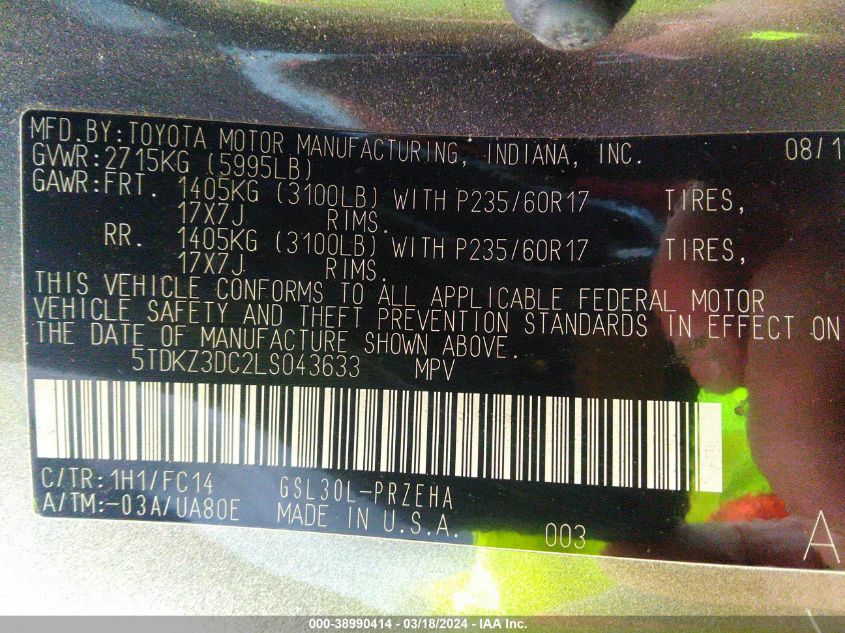 MFD.BY:TOYOTA MOTOR MANUFACTURING, INDIANA, INC. 08/1
GVWR:2715KG (5995LB)
GAWR:FRT. 1405KG (3100LB) WITH P235/60R17 TIRES,
17X7J RIMS.
RR. 1405KG (3100LB) WITH P235/60R17 TIRES,
17X7J RIMS.
THIS VEHICLE CONFORMS TO ALL APPLICABLE FEDERAL MOTOR
VEHICLE SAFETY AND THEFT PREVENTION STANDARDS IN EFFECT ON
THE DATE OF MANUFACTURE SHOWN ABOVE.
5TDKZ3DC2LS043633 MPV
C/TR:1H1/FC14 GSL30L-PRZEHA
A/TM:-03A/UA80E MADE IN U.S.A. 003 A
000-38990414 - 03/18/2024 - IAA Inc.